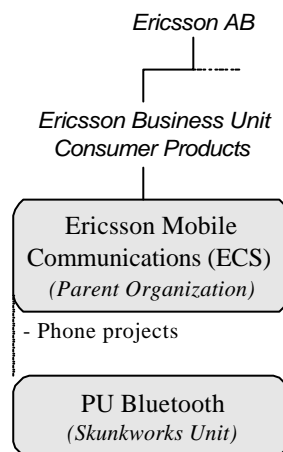 Ericsson AB
Ericsson Business Unit
Consumer Products
Ericsson Mobile
Communications (ECS)
(Parent Organization)
- Phone projects
PU Bluetooth
(Skunkworks Unit)